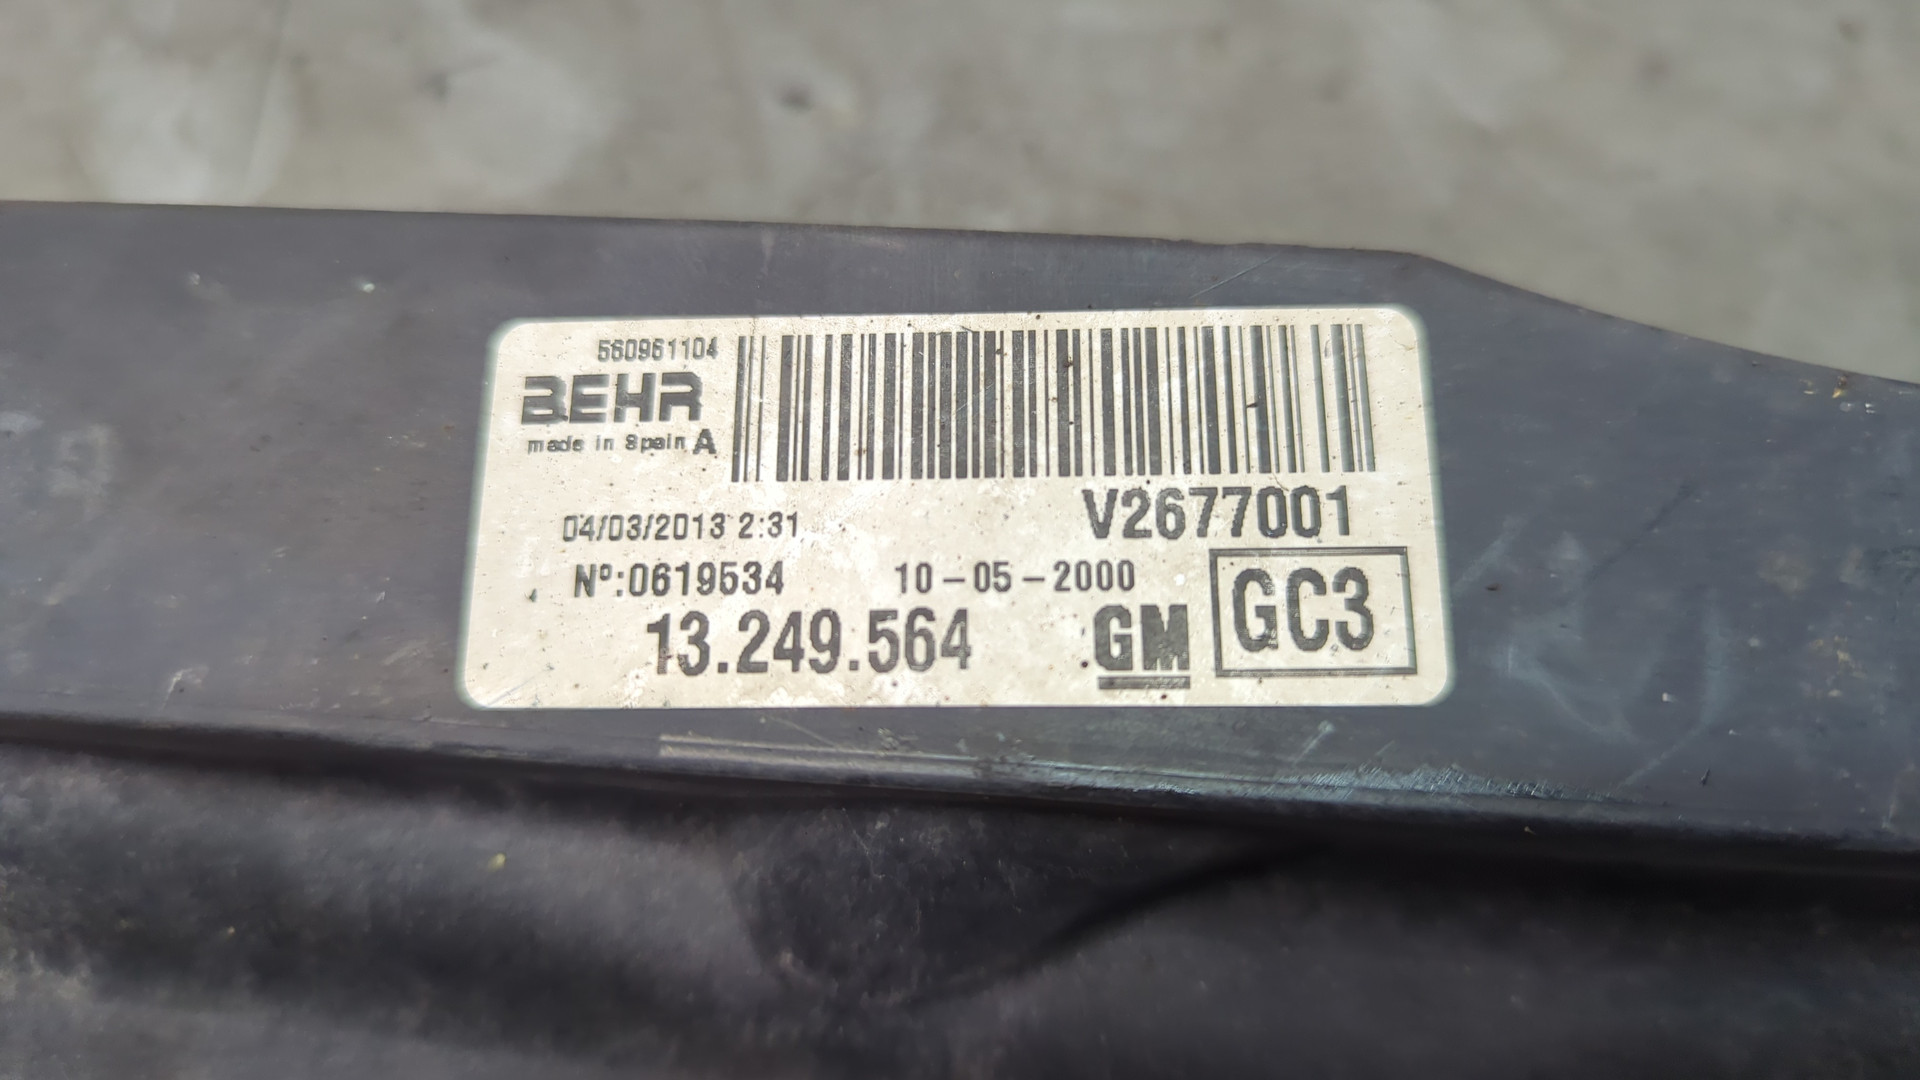 560961104
BEHR
made in Spain A
V2677001
04/03/2013 2:31
Nº:0619534 10-05-2000
13.249.564 GM GC3